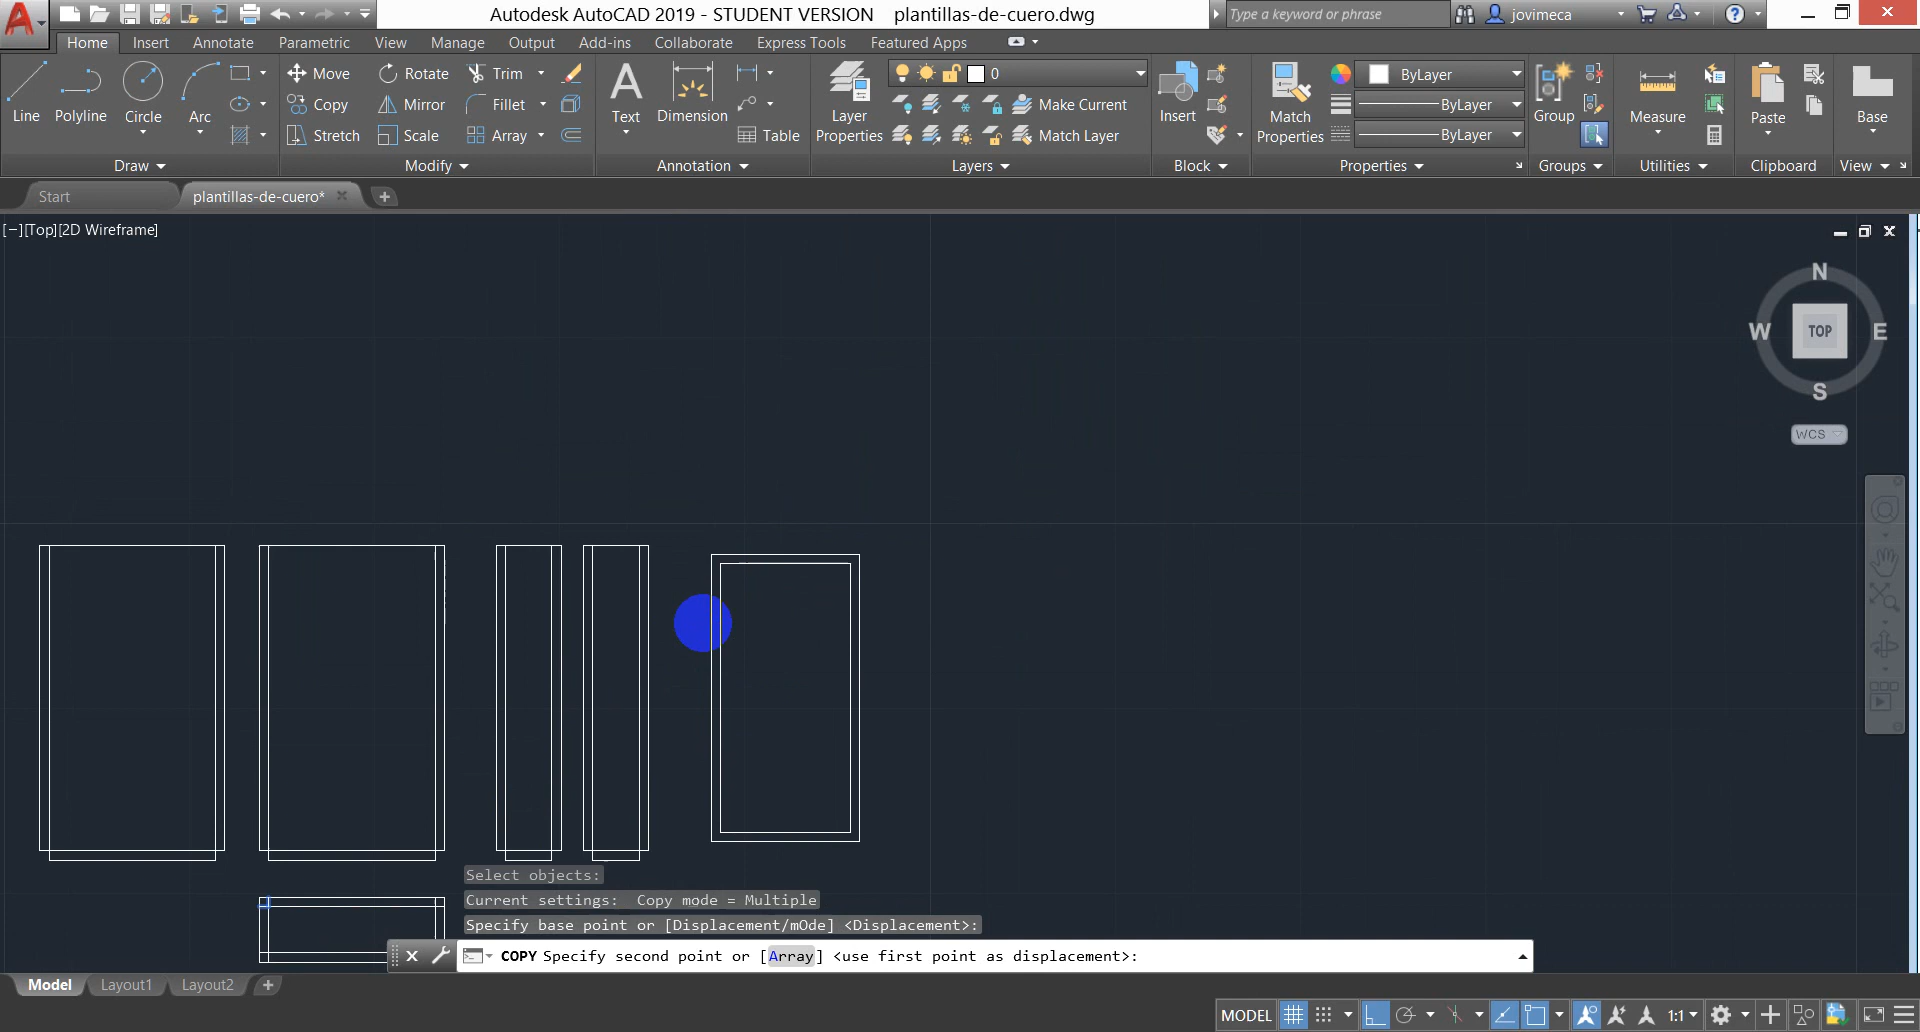 Autodesk AutoCAD 2019 - STUDENT VERSION plantillas-de-cuero.dwg
Type a keyword or phrase
jovimeca
Home Insert Annotate Parametric View Manage Output Add-ins Collaborate Express Tools Featured Apps
Line Polyline Circle Arc
Move Rotate Trim
Copy Mirror Fillet
Stretch Scale Array
Text Dimension Table
Layer Properties
0
Make Current
Match Layer
Insert
Match Properties
ByLayer
ByLayer
ByLayer
Group
Measure
Paste
Base
Draw Modify Annotation Layers Block Properties Groups Utilities Clipboard View
Start plantillas-de-cuero*
[−][Top][2D Wireframe]
N
W TOP E
S
WCS
Select objects:
Current settings: Copy mode = Multiple
Specify base point or [Displacement/mOde] <Displacement>:
COPY Specify second point or [Array] <use first point as displacement>:
Model Layout1 Layout2
MODEL 1:1